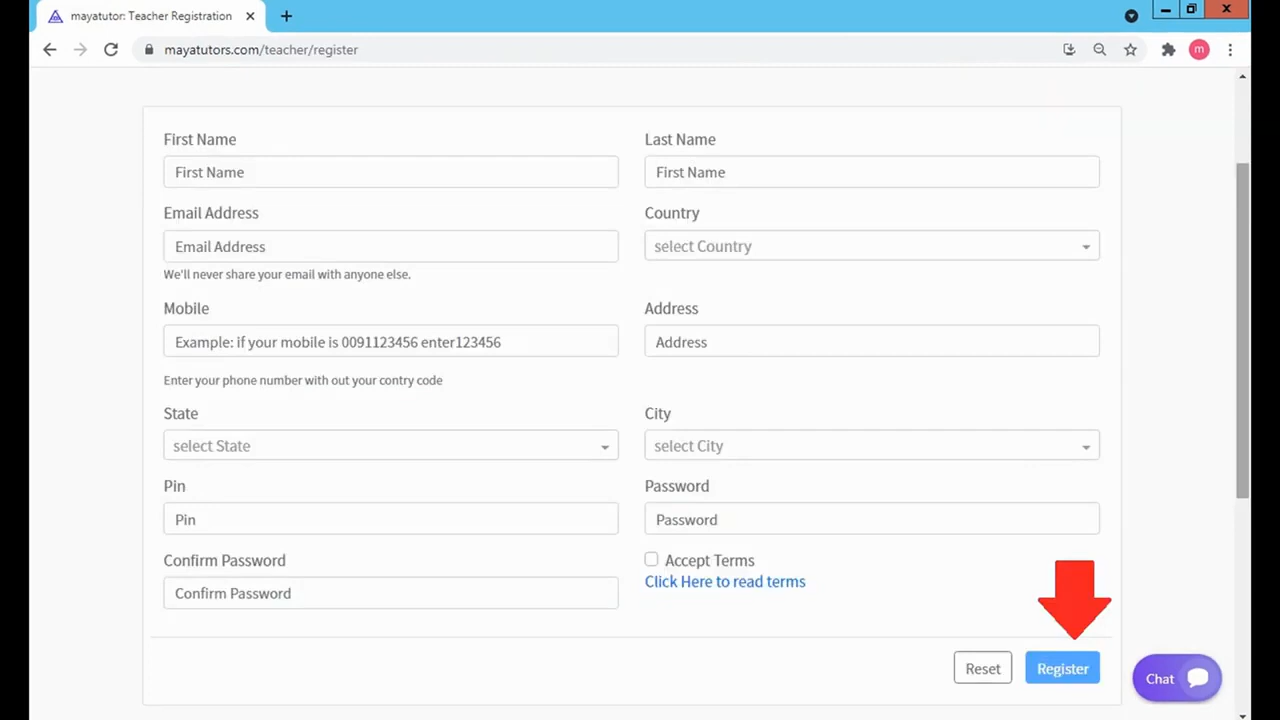 mayatutor: Teacher Registration
mayatutors.com/teacher/register
m
First Name
Last Name
First Name
First Name
Email Address
Country
Email Address
select Country
We'll never share your email with anyone else.
Mobile
Address
Example: if your mobile is 0091123456 enter123456
Address
Enter your phone number with out your contry code
State
City
select State
select City
Pin
Password
Pin
Password
Confirm Password
Accept Terms
Click Here to read terms
Confirm Password
Reset
Register
Chat